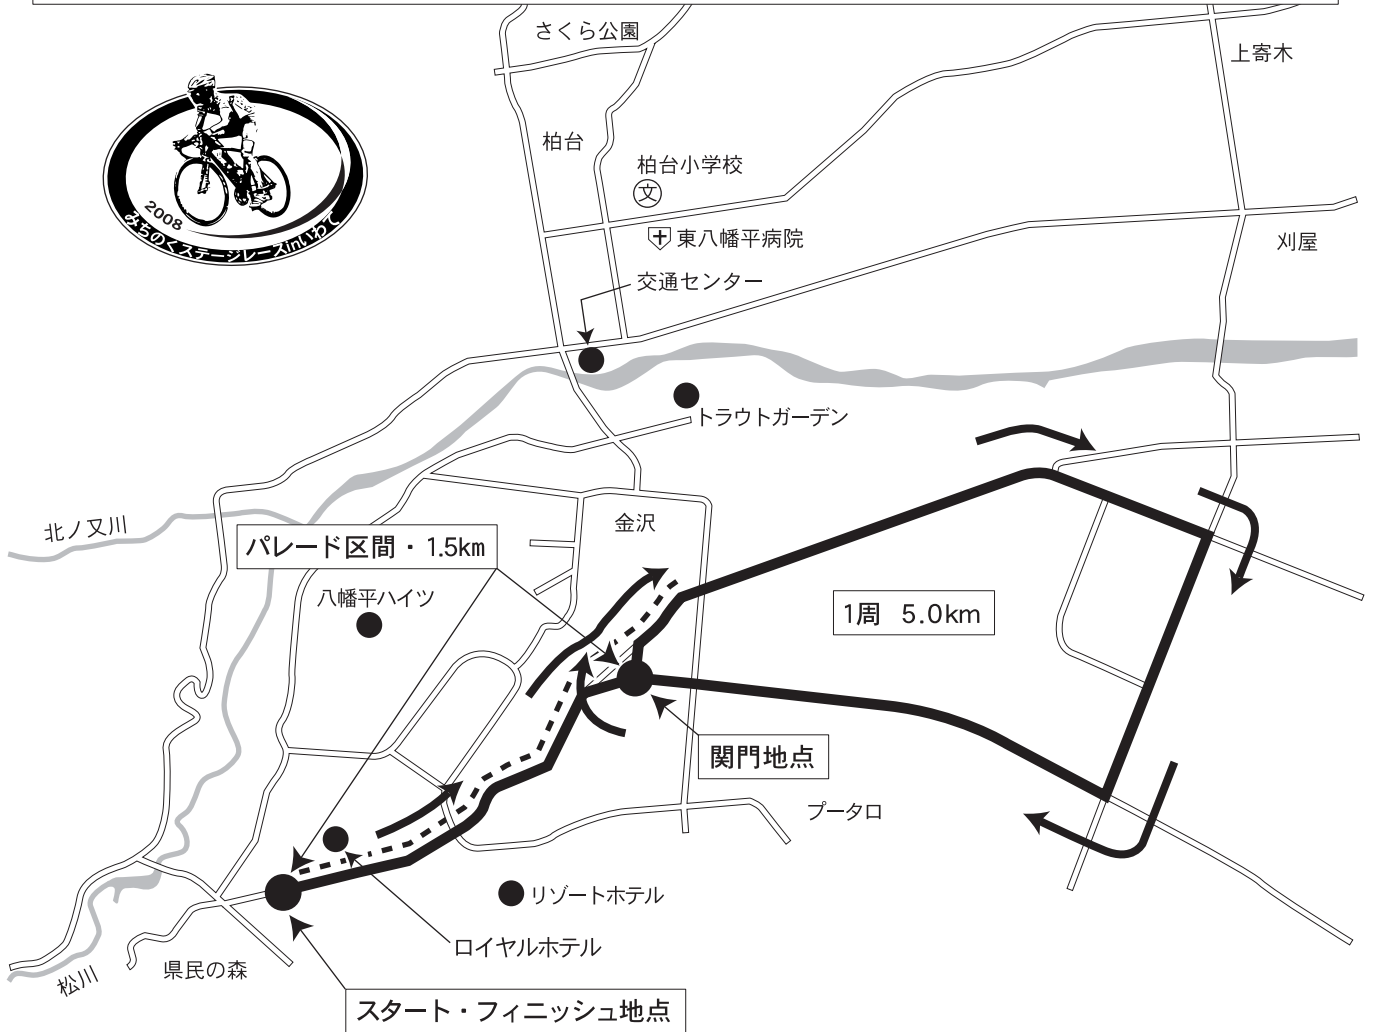 さくら公園
上寄木
柏台
柏台小学校
文
2008
みちのくステージレースinいわて
東八幡平病院
刈屋
交通センター
トラウトガーデン
北ノ又川
金沢
パレード区間・1.5km
八幡平ハイツ
1周 5.0km
関門地点
プータロ
リゾートホテル
ロイヤルホテル
県民の森
松川
スタート・フィニッシュ地点